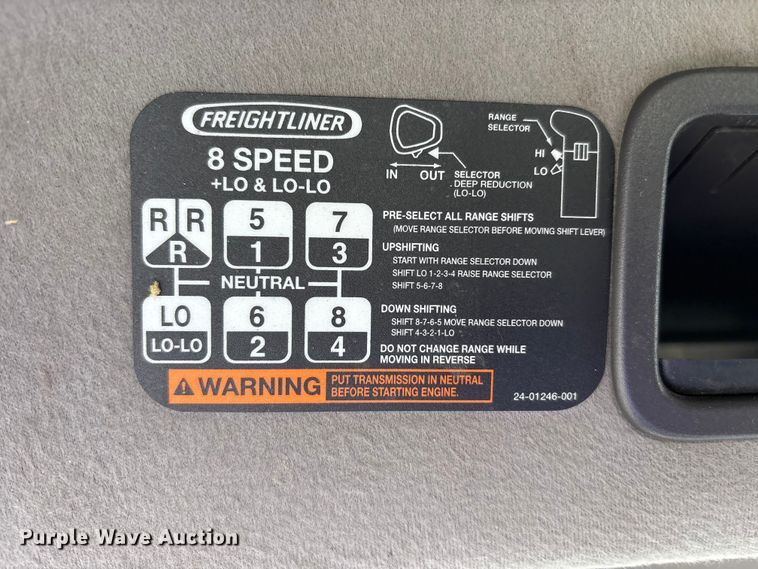 FREIGHTLINER
8 SPEED
+LO & LO-LO
R R 5 7
R 1 3
NEUTRAL
LO 6 8
LO-LO 2 4
IN OUT
SELECTOR
DEEP REDUCTION
(LO-LO)
RANGE
SELECTOR
HI
LO
PRE-SELECT ALL RANGE SHIFTS
(MOVE RANGE SELECTOR BEFORE MOVING SHIFT LEVER)
UPSHIFTING
START WITH RANGE SELECTOR DOWN
SHIFT LO 1-2-3-4 RAISE RANGE SELECTOR
SHIFT 5-6-7-8
DOWN SHIFTING
SHIFT 8-7-6-5 MOVE RANGE SELECTOR DOWN
SHIFT 4-3-2-1-LO
DO NOT CHANGE RANGE WHILE
MOVING IN REVERSE
WARNING
PUT TRANSMISSION IN NEUTRAL
BEFORE STARTING ENGINE.
24-01246-001
Purple Wave Auction